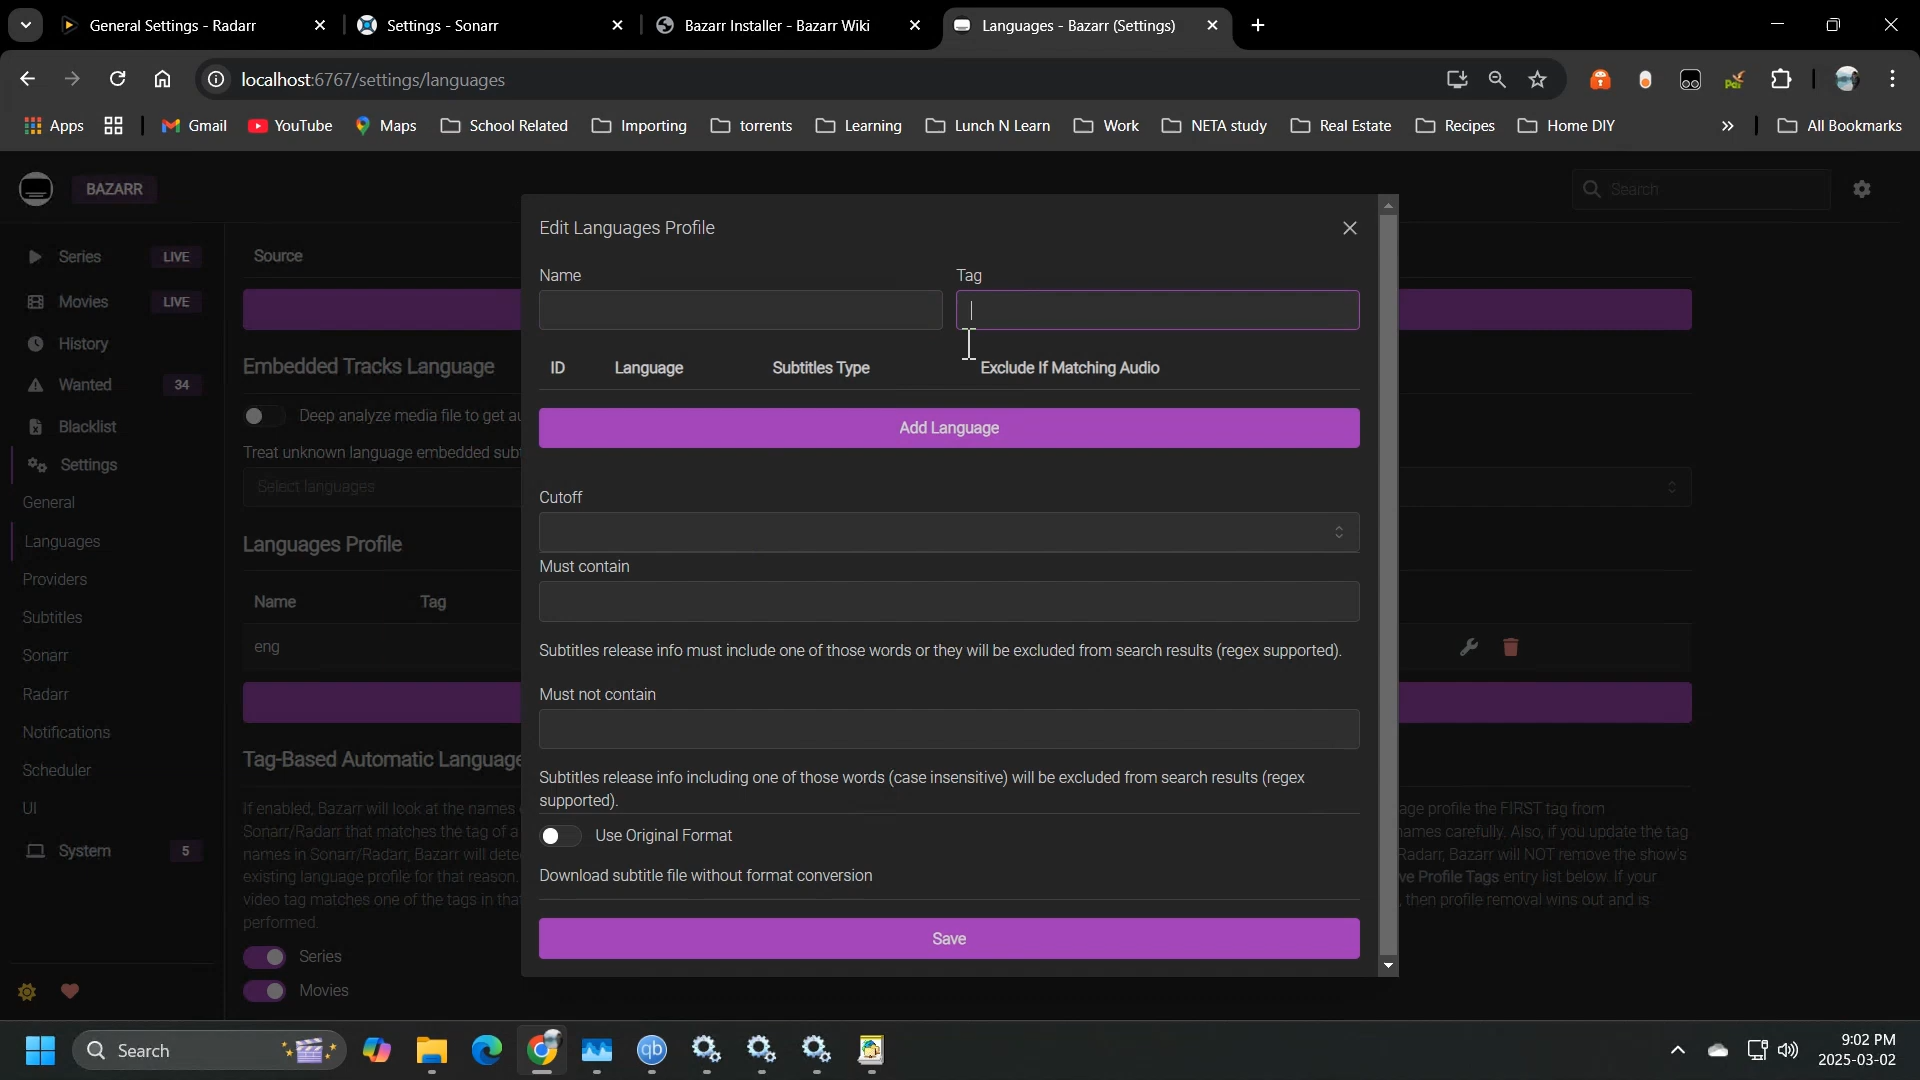 General Settings - Radarr
Settings - Sonarr
Bazarr Installer - Bazarr Wiki
Languages - Bazarr (Settings)
localhost:6767/settings/languages
Apps
Gmail
YouTube
Maps
School Related
Importing
torrents
Learning
Lunch N Learn
Work
NETA study
Real Estate
Recipes
Home DIY
All Bookmarks
BAZARR
Search
Series LIVE
Movies LIVE
History
Wanted 34
Blacklist
Settings
General
Languages
Providers
Subtitles
Sonarr
Radarr
Notifications
Scheduler
UI
System 5
Source
Embedded Tracks Language
Deep analyze media file to get au
Treat unknown language embedded subt
Select languages
Languages Profile
Name Tag
eng
Tag-Based Automatic Language
If enabled, Bazarr will look at the names
Sonarr/Radarr that matches the tag of a
names in Sonarr/Radarr, Bazarr will dete
existing language profile for that reason.
video tag matches one of the tags in tha
performed.
Series
Movies
Edit Languages Profile
Name
Tag
ID Language Subtitles Type Exclude If Matching Audio
Add Language
Cutoff
Must contain
Subtitles release info must include one of those words or they will be excluded from search results (regex supported).
Must not contain
Subtitles release info including one of those words (case insensitive) will be excluded from search results (regex
supported).
Use Original Format
Download subtitle file without format conversion
Save
age profile the FIRST tag from
ames carefully. Also, if you update the tag
Radarr, Bazarr will NOT remove the show's
ve Profile Tags entry list below. If your
, then profile removal wins out and is
Search
qb
9:02 PM
2025-03-02